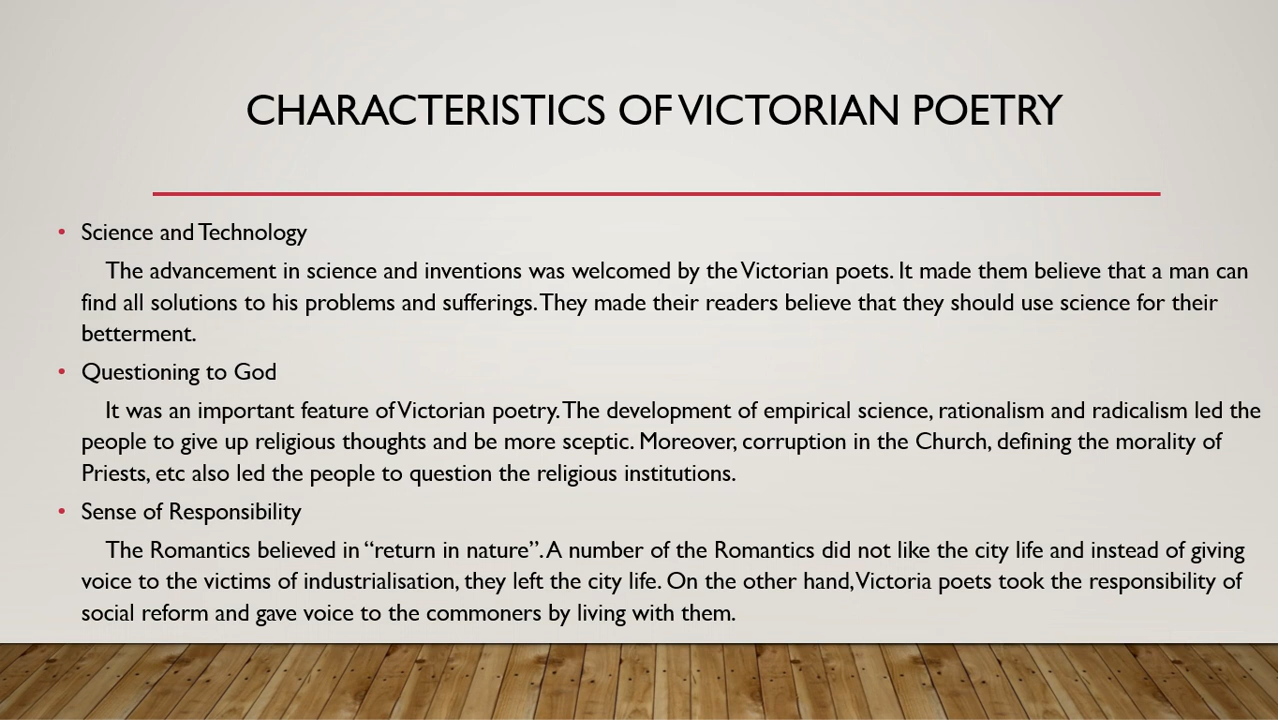 CHARACTERISTICS OF VICTORIAN POETRY
• Science and Technology
The advancement in science and inventions was welcomed by the Victorian poets. It made them believe that a man can
find all solutions to his problems and sufferings. They made their readers believe that they should use science for their
betterment.
• Questioning to God
It was an important feature of Victorian poetry. The development of empirical science, rationalism and radicalism led the
people to give up religious thoughts and be more sceptic. Moreover, corruption in the Church, defining the morality of
Priests, etc also led the people to question the religious institutions.
• Sense of Responsibility
The Romantics believed in “return in nature”. A number of the Romantics did not like the city life and instead of giving
voice to the victims of industrialisation, they left the city life. On the other hand, Victoria poets took the responsibility of
social reform and gave voice to the commoners by living with them.